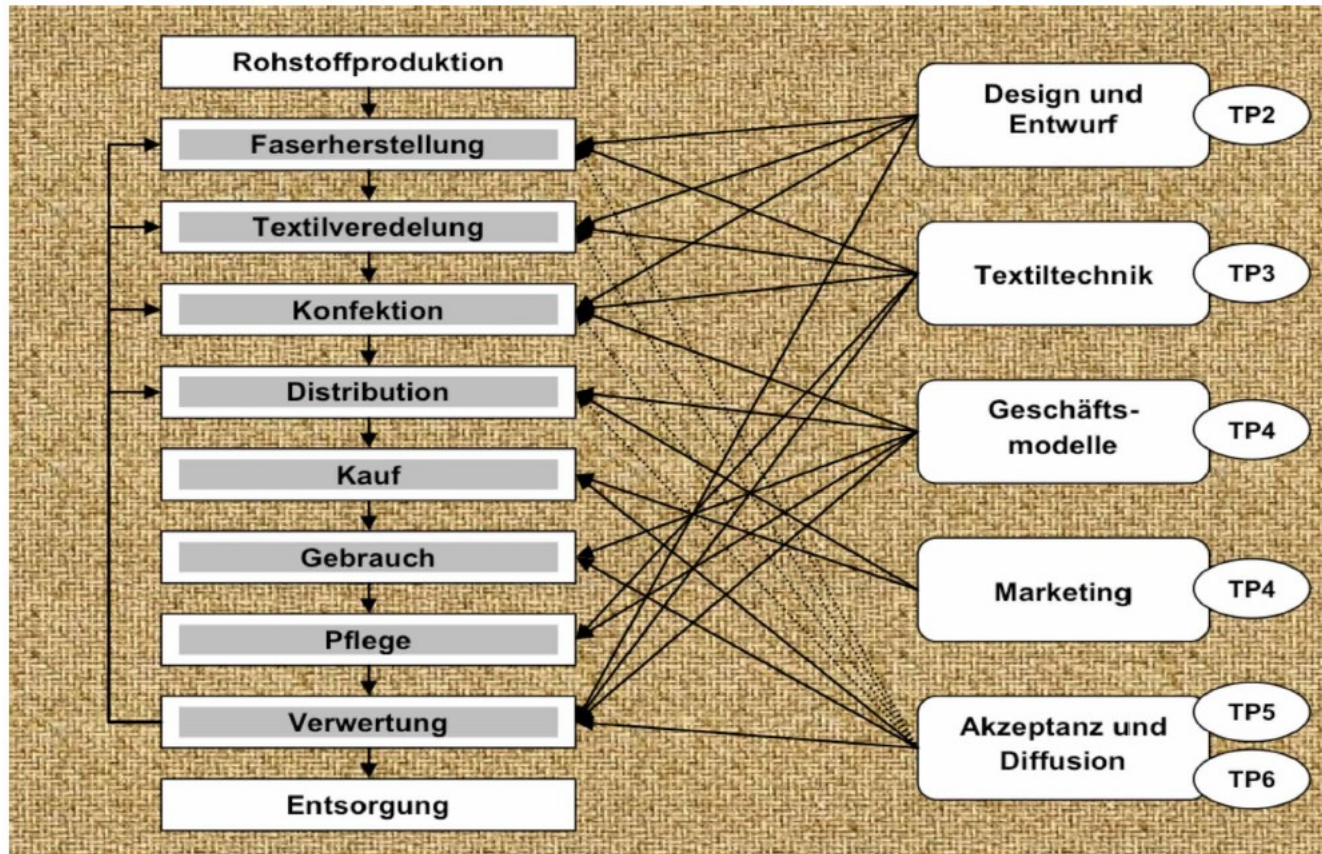 Rohstoffproduktion
Faserherstellung
Textilveredelung
Konfektion
Distribution
Kauf
Gebrauch
Pflege
Verwertung
Entsorgung
Design und
Entwurf
TP2
Textiltechnik
TP3
Geschäfts-
modelle
TP4
Marketing
TP4
Akzeptanz und
Diffusion
TP5
TP6